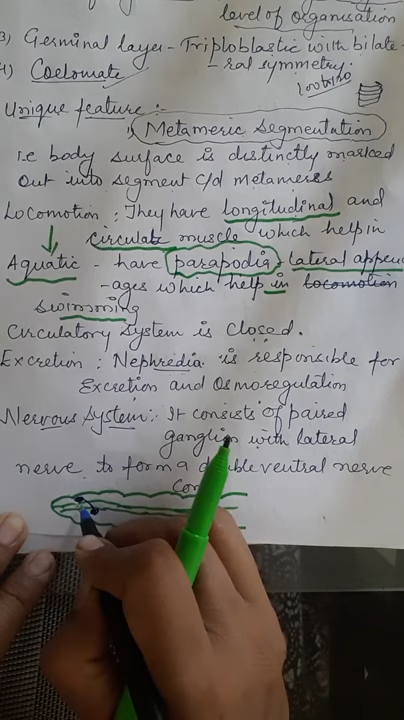 level of organisation
3) Germinal layer - Triploblastic with bilate-
-ral symmetry.
4) Coelomate
Unique feature :-
1) Metameric Segmentation
i.e body surface is distinctly marked
out into segment c/d metameres
Locomotion : They have longitudinal and
circular muscle which help in
Aquatic - have parapodia lateral appen
-ages which help in locomotion
swimming
Circulatory System is closed.
Excretion : Nephredia is responsible for
Excretion and Osmoregulation
Nervous System:- It consists of paired
ganglion with lateral
nerve to form a double ventral nerve